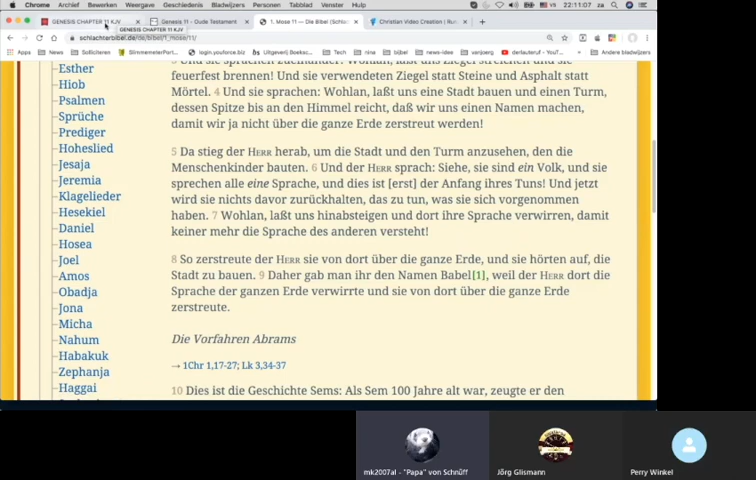 Chrome Archief Bewerken Weergave Geschiedenis Bladwijzers Personen Tabblad Venster Help
22:11:07
GENESIS CHAPTER 11 KJV
Genesis 11 - Oude Testament
1. Mose 11 — Die Bibel (Schlac
Christian Video Creation | Ru
GENESIS CHAPTER 11 KJV
schlachterbibel.de/de/bibel/1_mose/11/
Apps
login.youforce.biz
SlimmemeterPort...
Tech
nina
bijbel
news-idee
Uitgeverij Boekst...
Andere bladwijzers
Esther
Hiob
Psalmen
Sprüche
Prediger
Hoheslied
Jesaja
Jeremia
Klagelieder
Hesekiel
Daniel
Hosea
Joel
Amos
Obadja
Jona
Micha
Nahum
Habakuk
Zephanja
Haggai
feuerfest brennen! Und sie verwendeten Ziegel statt Steine und Asphalt statt
Mörtel. 4 Und sie sprachen: Wohlan, laßt uns eine Stadt bauen und einen Turm,
dessen Spitze bis an den Himmel reicht, daß wir uns einen Namen machen,
damit wir ja nicht über die ganze Erde zerstreut werden!
5 Da stieg der HERR herab, um die Stadt und den Turm anzusehen, den die
Menschenkinder bauten. 6 Und der HERR sprach: Siehe, sie sind ein Volk, und sie
sprechen alle eine Sprache, und dies ist [erst] der Anfang ihres Tuns! Und jetzt
wird sie nichts davor zurückhalten, das zu tun, was sie sich vorgenommen
haben. 7 Wohlan, laßt uns hinabsteigen und dort ihre Sprache verwirren, damit
keiner mehr die Sprache des anderen versteht!
8 So zerstreute der HERR sie von dort über die ganze Erde, und sie hörten auf, die
Stadt zu bauen. 9 Daher gab man ihr den Namen Babel[1], weil der HERR dort die
Sprache der ganzen Erde verwirrte und sie von dort über die ganze Erde
zerstreute.
Die Vorfahren Abrams
→ 1Chr 1,17-27; Lk 3,34-37
10 Dies ist die Geschichte Sems: Als Sem 100 Jahre alt war, zeugte er den
mk2007al - "Papa" von Schnüff
Jörg Glismann
Perry Winkel